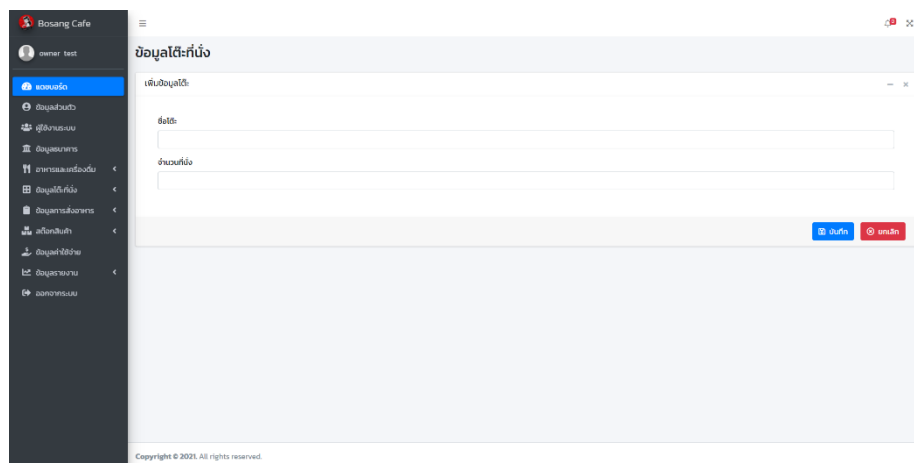 Bosang Cafe
owner test
แดชบอร์ด
ข้อมูลส่วนตัว
ผู้ใช้งานระบบ
ข้อมูลธนาคาร
อาหารและเครื่องดื่ม
ข้อมูลโต๊ะที่นั่ง
ข้อมูลการสั่งอาหาร
สต๊อกสินค้า
ข้อมูลค่าใช้จ่าย
ข้อมูลรายงาน
ออกจากระบบ
ข้อมูลโต๊ะที่นั่ง
เพิ่มข้อมูลโต๊ะ
ชื่อโต๊ะ
จำนวนที่นั่ง
บันทึก
ยกเลิก
Copyright © 2021. All rights reserved.